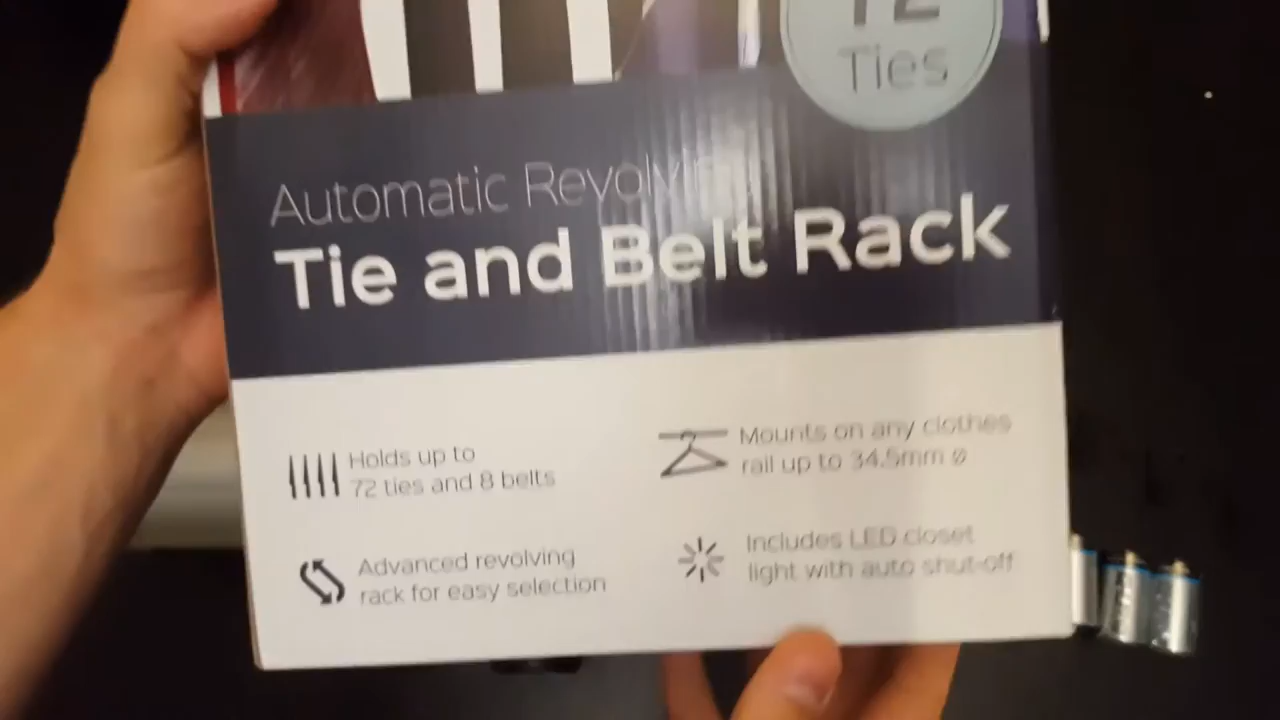 72
Ties
Automatic Revolving
Tie and Belt Rack
Holds up to
72 ties and 8 belts
Mounts on any clothes
rail up to 34.5mm ø
Advanced revolving
rack for easy selection
Includes LED closet
light with auto shut-off